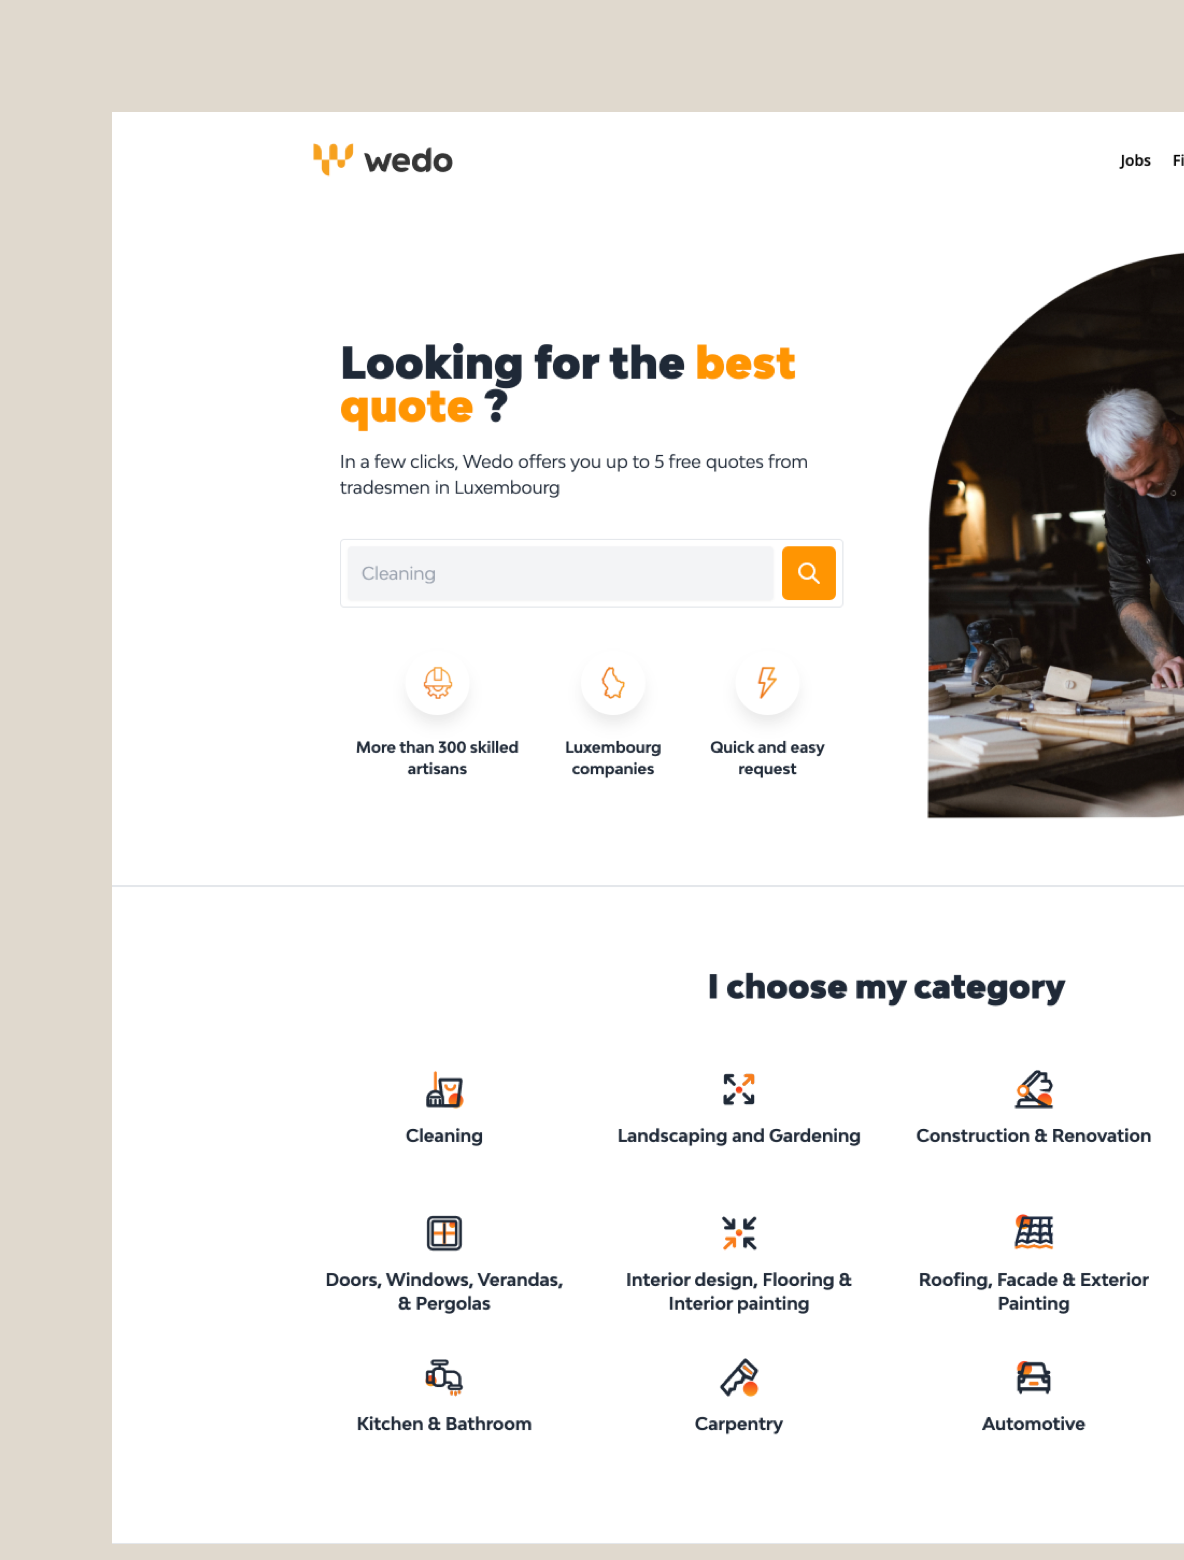 wedo
Jobs
Looking for the best
quote ?
In a few clicks, Wedo offers you up to 5 free quotes from
tradesmen in Luxembourg
Cleaning
More than 300 skilled
artisans
Luxembourg
companies
Quick and easy
request
I choose my category
Cleaning
Landscaping and Gardening
Construction & Renovation
Doors, Windows, Verandas,
& Pergolas
Interior design, Flooring &
Interior painting
Roofing, Facade & Exterior
Painting
Kitchen & Bathroom
Carpentry
Automotive